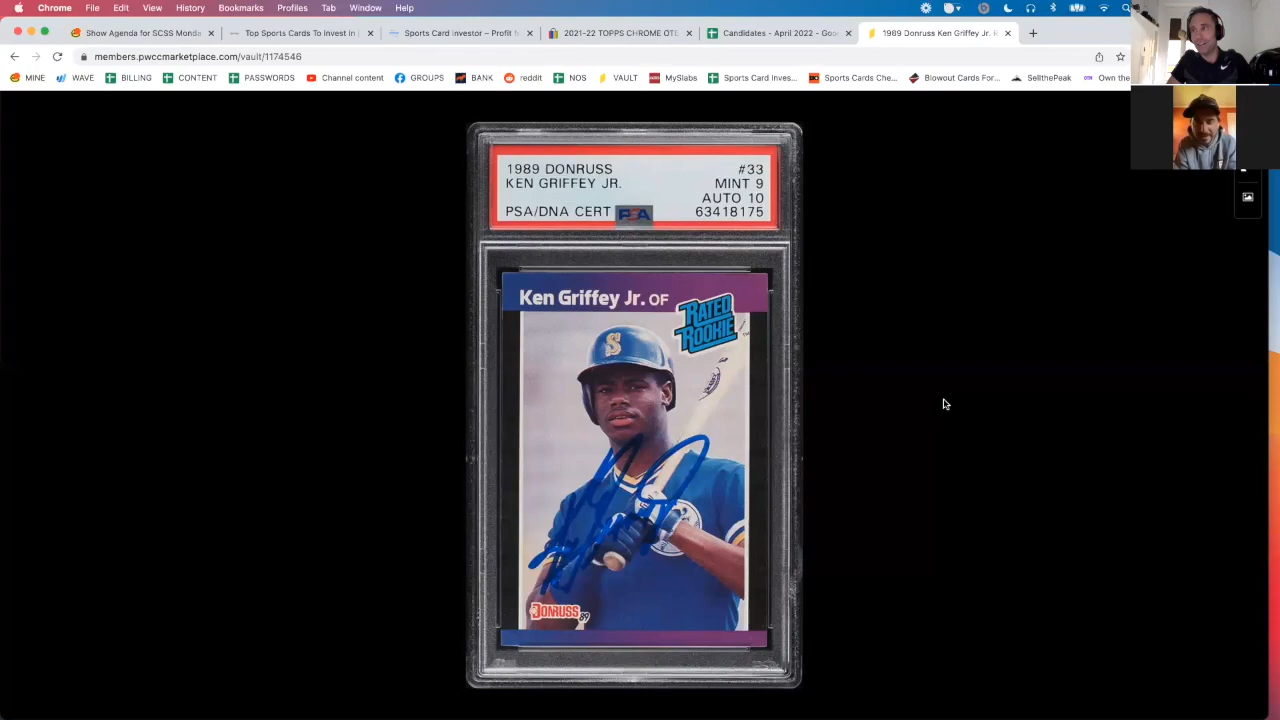 Chrome File Edit View History Bookmarks Profiles Tab Window Help
Show Agenda for SCSS Monda
Top Sports Cards To Invest in
Sports Card Investor – Profit
2021-22 TOPPS CHROME OTE
Candidates - April 2022 - Goo
1989 Donruss Ken Griffey Jr. R
members.pwccmarketplace.com/vault/1174546
MINE WAVE BILLING CONTENT PASSWORDS Channel content GROUPS BANK reddit NOS VAULT MySlabs Sports Card Inves... Sports Cards Che... Blowout Cards For... SellthePeak Own the
1989 DONRUSS #33
KEN GRIFFEY JR. MINT 9
AUTO 10
PSA/DNA CERT PSA 63418175
Ken Griffey Jr. OF
RATED
ROOKIE
S
DONRUSS 89